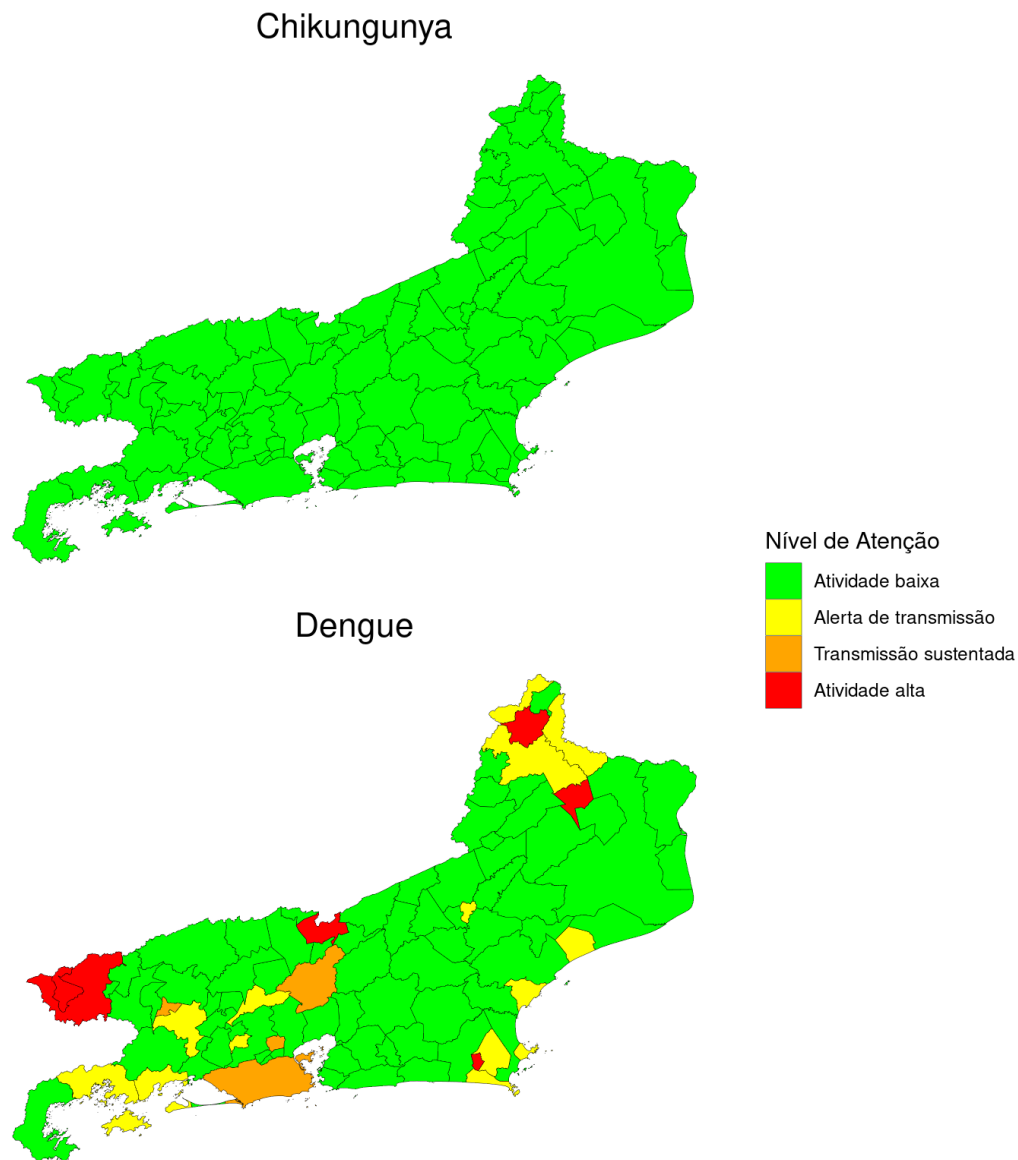 Chikungunya
Nível de Atenção
Atividade baixa
Alerta de transmissão
Transmissão sustentada
Atividade alta
Dengue